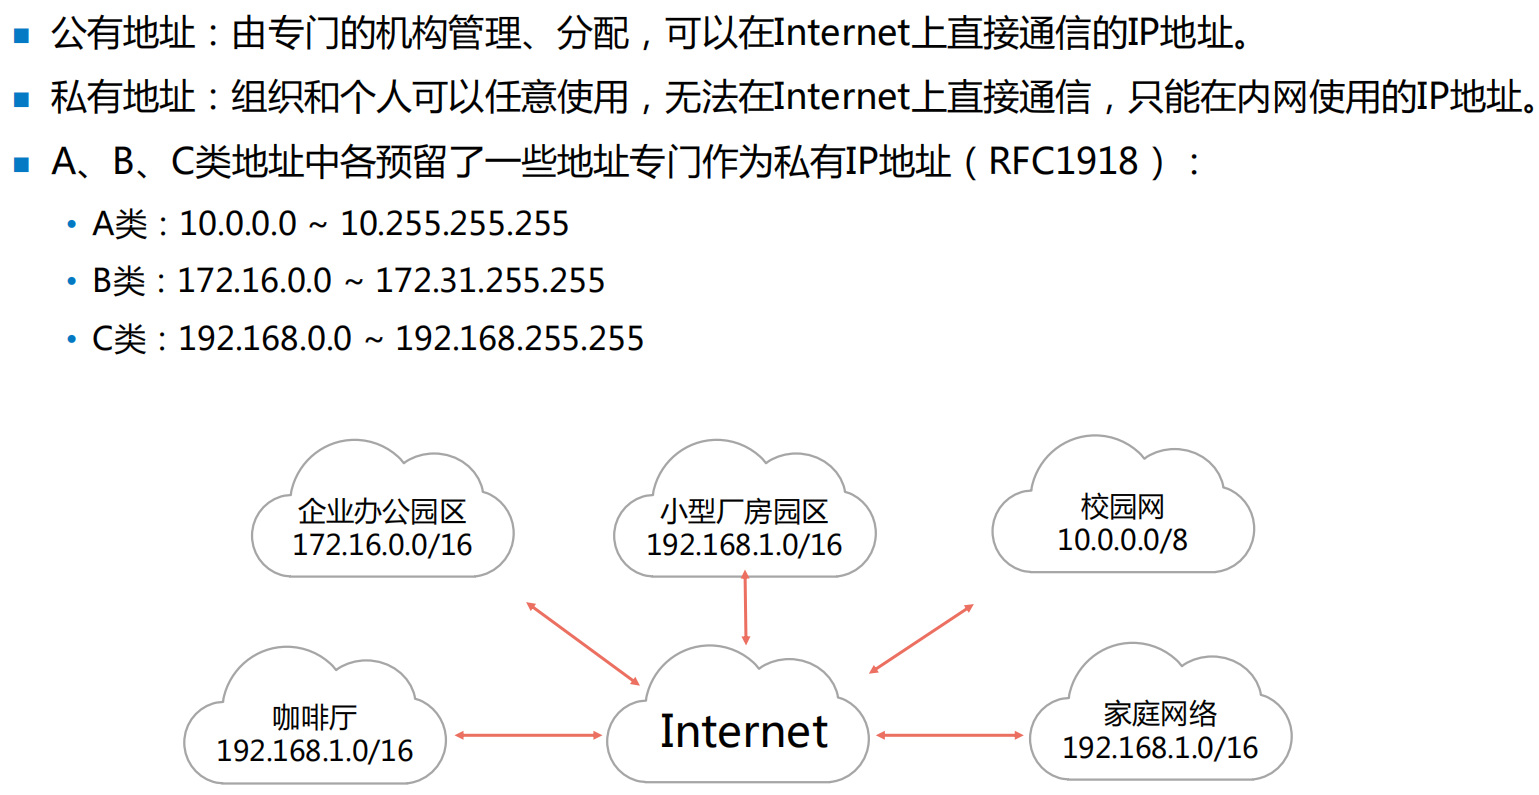 公有地址：由专门的机构管理、分配，可以在Internet上直接通信的IP地址。
私有地址：组织和个人可以任意使用，无法在Internet上直接通信，只能在内网使用的IP地址。
A、B、C类地址中各预留了一些地址专门作为私有IP地址（RFC1918）：
A类：10.0.0.0 ~ 10.255.255.255
B类：172.16.0.0 ~ 172.31.255.255
C类：192.168.0.0 ~ 192.168.255.255
企业办公园区
172.16.0.0/16
小型厂房园区
192.168.1.0/16
校园网
10.0.0.0/8
咖啡厅
192.168.1.0/16
Internet
家庭网络
192.168.1.0/16